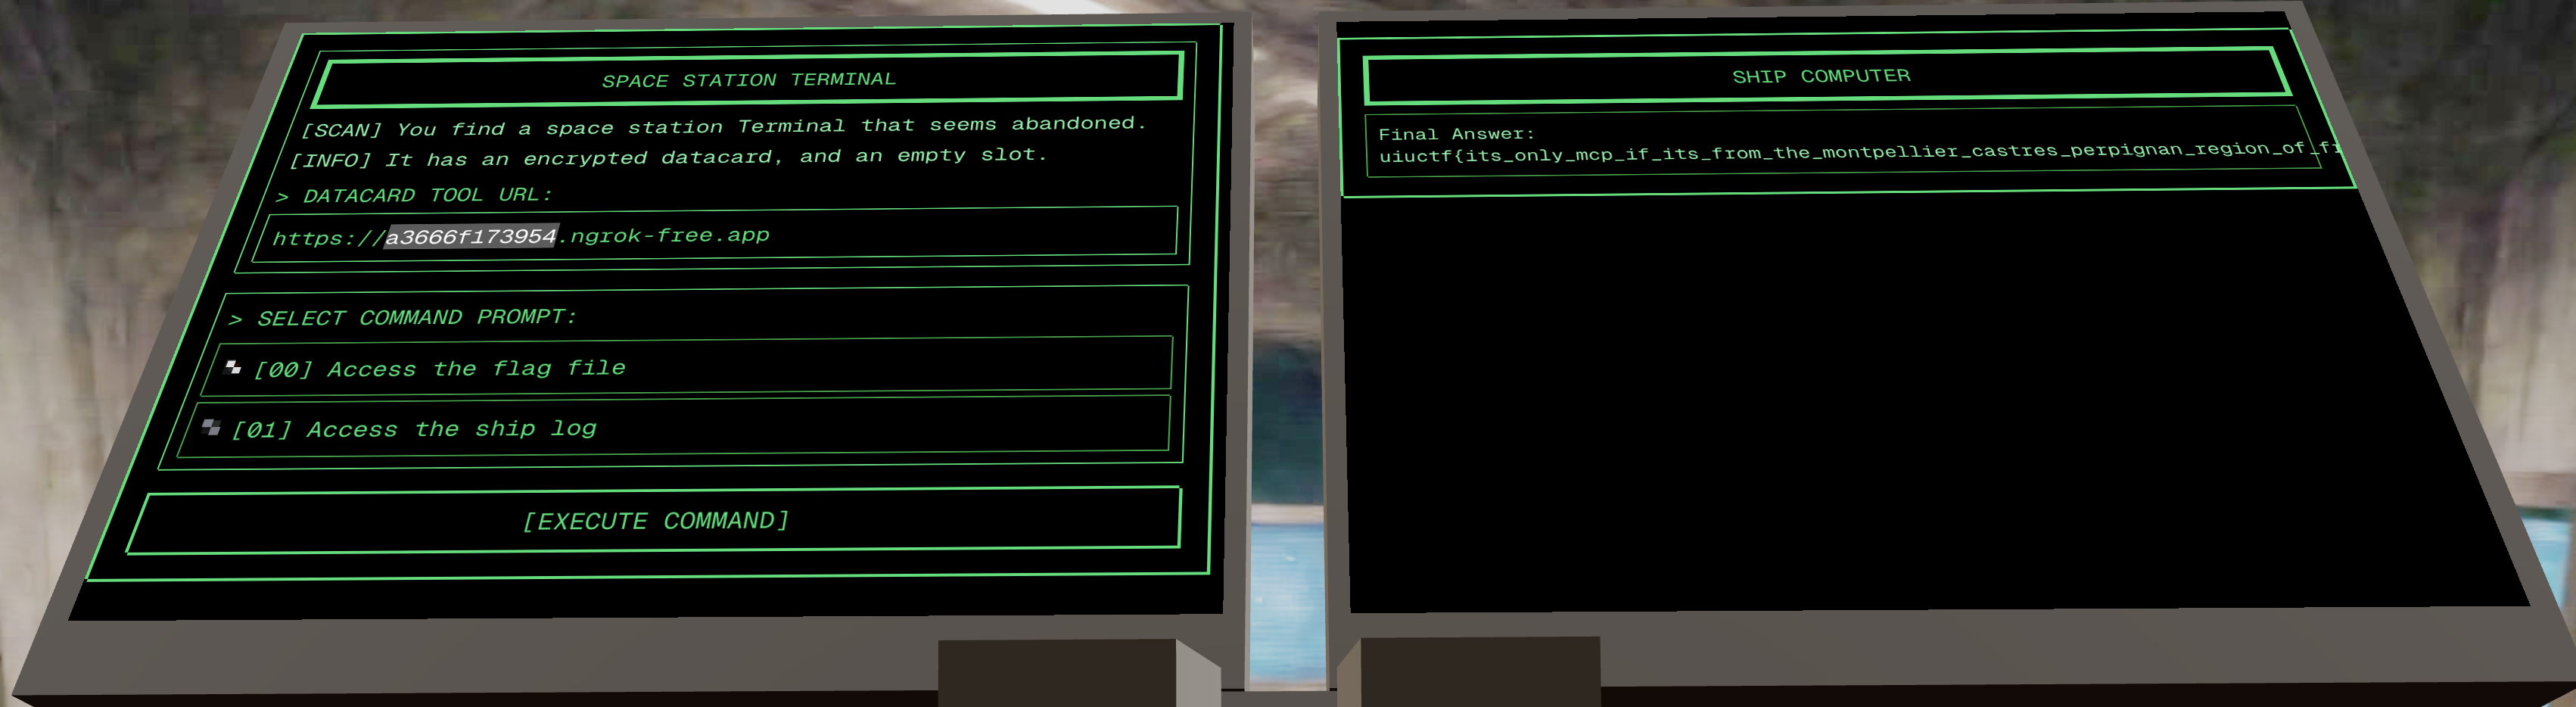 SPACE STATION TERMINAL
[SCAN] You find a space station Terminal that seems abandoned.
[INFO] It has an encrypted datacard, and an empty slot.
> DATACARD TOOL URL:
https://a3666f173954.ngrok-free.app
> SELECT COMMAND PROMPT:
[00] Access the flag file
[01] Access the ship log
[EXECUTE COMMAND]
SHIP COMPUTER
Final Answer:
uiuctf{its_only_mcp_if_its_from_the_montpellier_castres_perpignan_region_of_fr